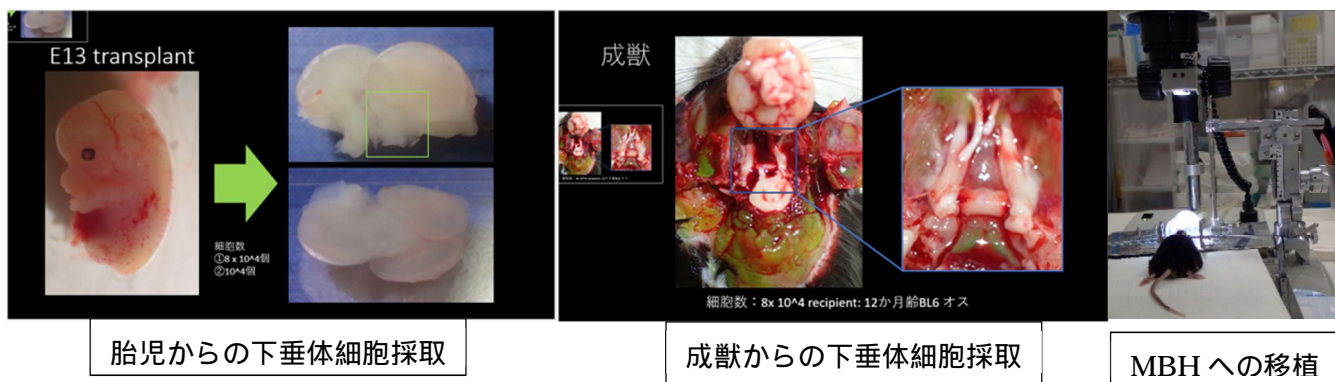 E13 transplant
細胞数
①8 x 10^4個
②10^4個
胎児からの下垂体細胞採取
成獣
細胞数：8x 10^4 recipient: 12か月齢BL6 オス
成獣からの下垂体細胞採取
MBH への移植